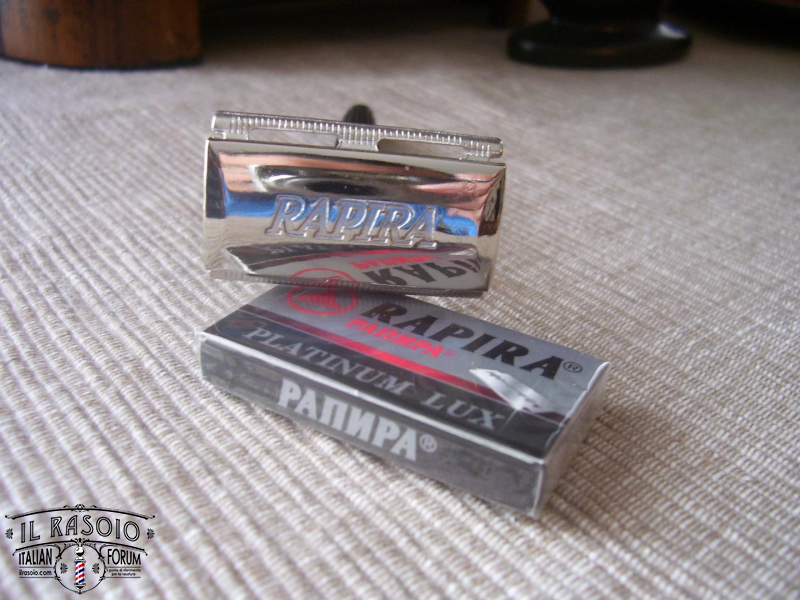 RAPIRA
RAPIRA®
РАПИРА®
PLATINUM LUX
РАПИРА®
IL RASOIO
ITALIAN FORUM
ilrasoio.com